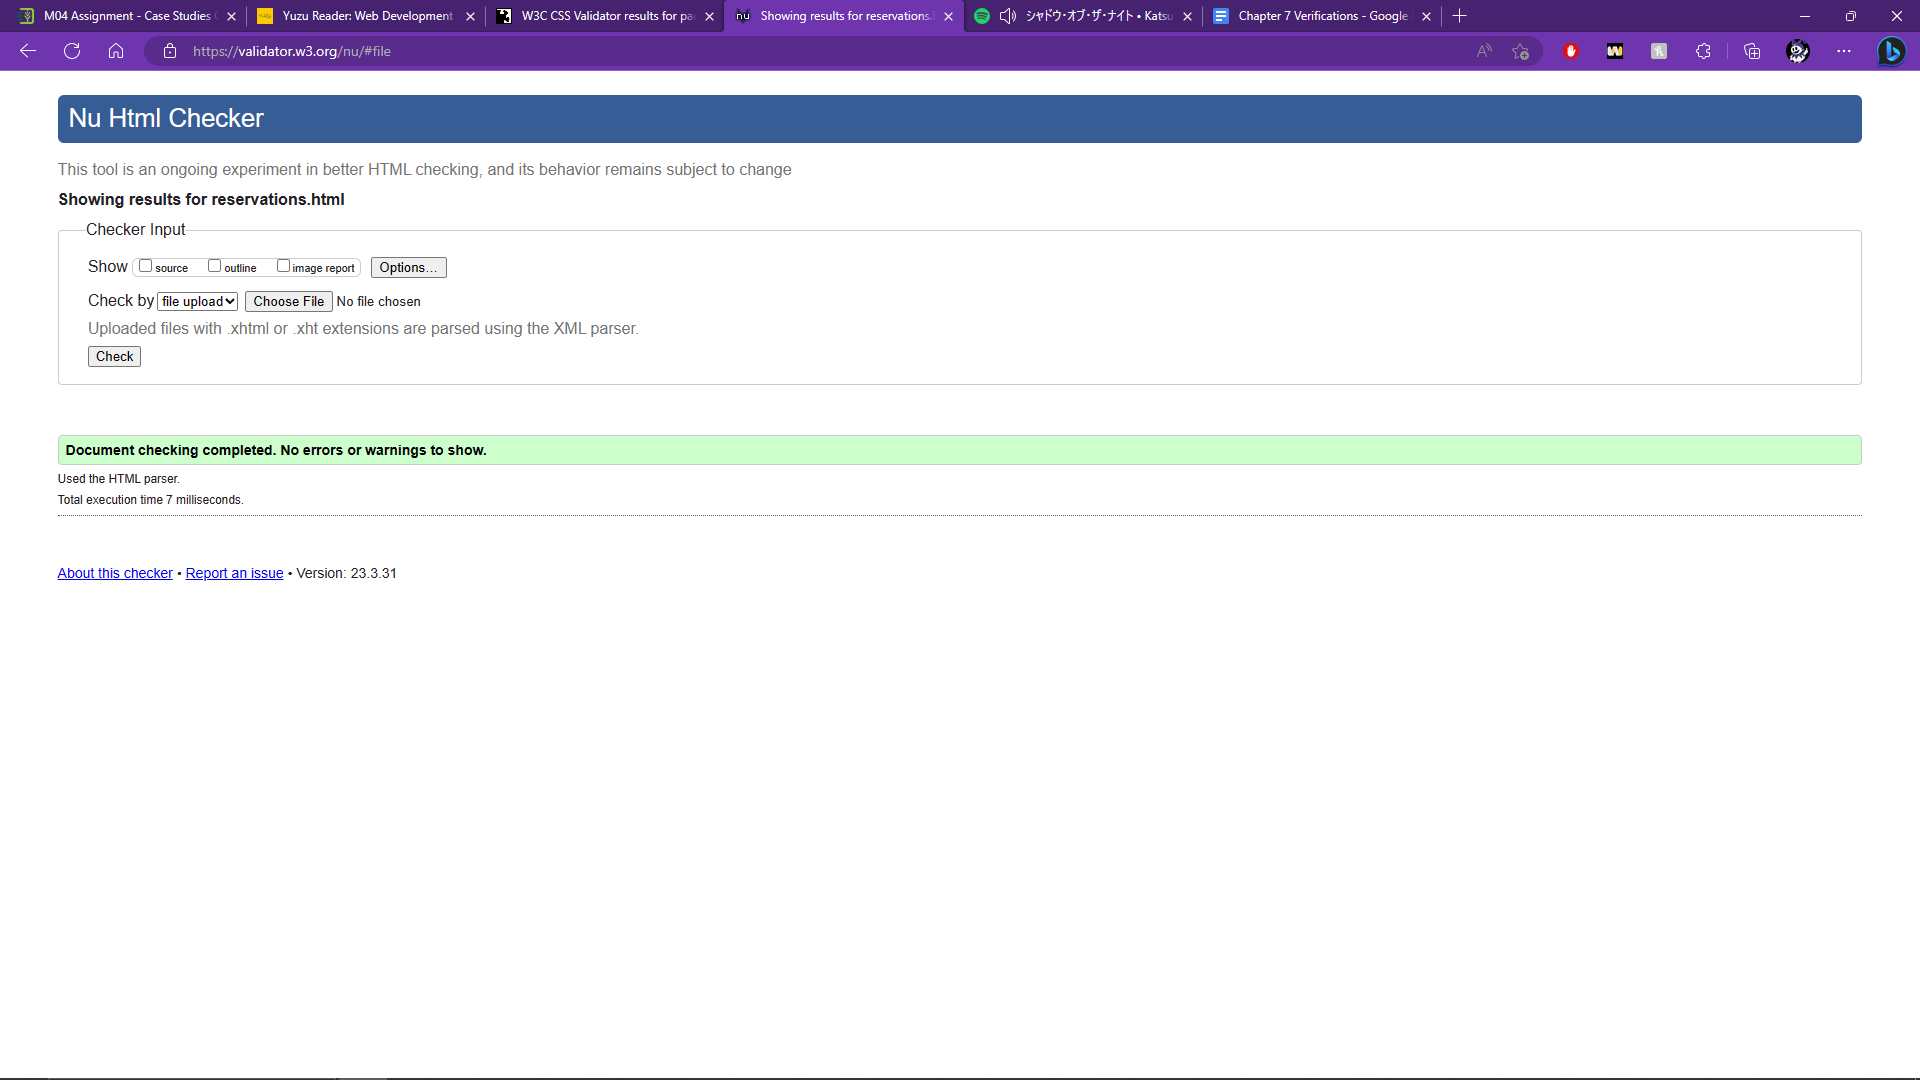 M04 Assignment - Case Studies
Yuzu Reader: Web Development
W3C CSS Validator results for pac
Showing results for reservations.
シャドウ・オブ・ザ・ナイト • Katsu
Chapter 7 Verifications - Google
https://validator.w3.org/nu/#file
Nu Html Checker
This tool is an ongoing experiment in better HTML checking, and its behavior remains subject to change
Showing results for reservations.html
Checker Input
Show source outline image report Options...
Check by file upload Choose File No file chosen
Uploaded files with .xhtml or .xht extensions are parsed using the XML parser.
Check
Document checking completed. No errors or warnings to show.
Used the HTML parser.
Total execution time 7 milliseconds.
About this checker • Report an issue • Version: 23.3.31